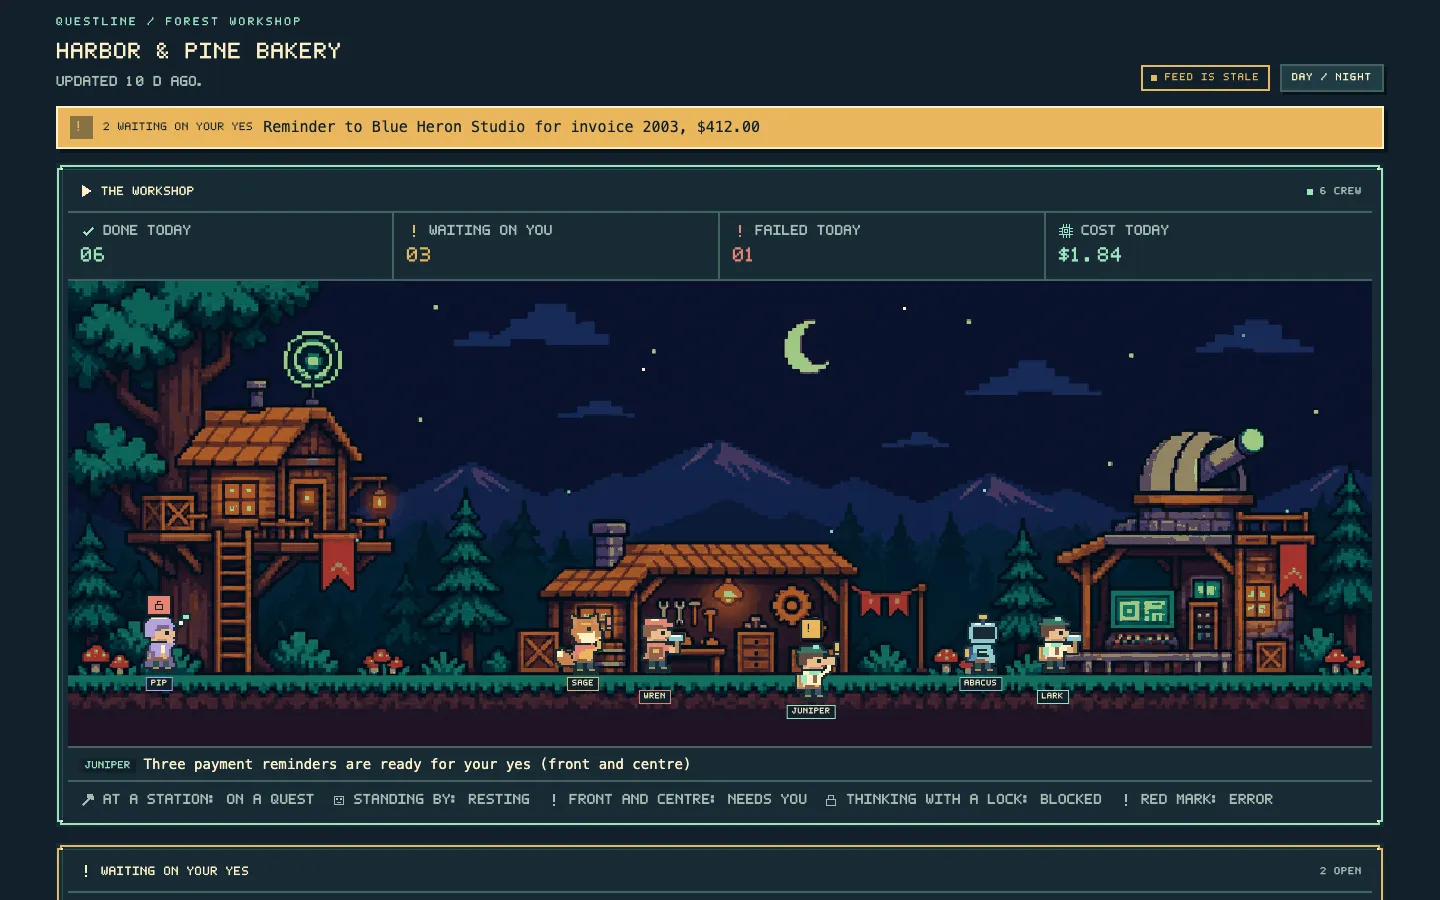 QUESTLINE / FOREST WORKSHOP
HARBOR & PINE BAKERY
UPDATED 10 D AGO.
FEED IS STALE
DAY / NIGHT
! 2 WAITING ON YOUR YES Reminder to Blue Heron Studio for invoice 2003, $412.00
THE WORKSHOP
6 CREW
DONE TODAY
06
! WAITING ON YOU
03
! FAILED TODAY
01
COST TODAY
$1.84
!
PIP
SAGE
WREN
JUNIPER
ABACUS
LARK
JUNIPER Three payment reminders are ready for your yes (front and centre)
AT A STATION: ON A QUEST STANDING BY: RESTING ! FRONT AND CENTRE: NEEDS YOU THINKING WITH A LOCK: BLOCKED ! RED MARK: ERROR
! WAITING ON YOUR YES
2 OPEN